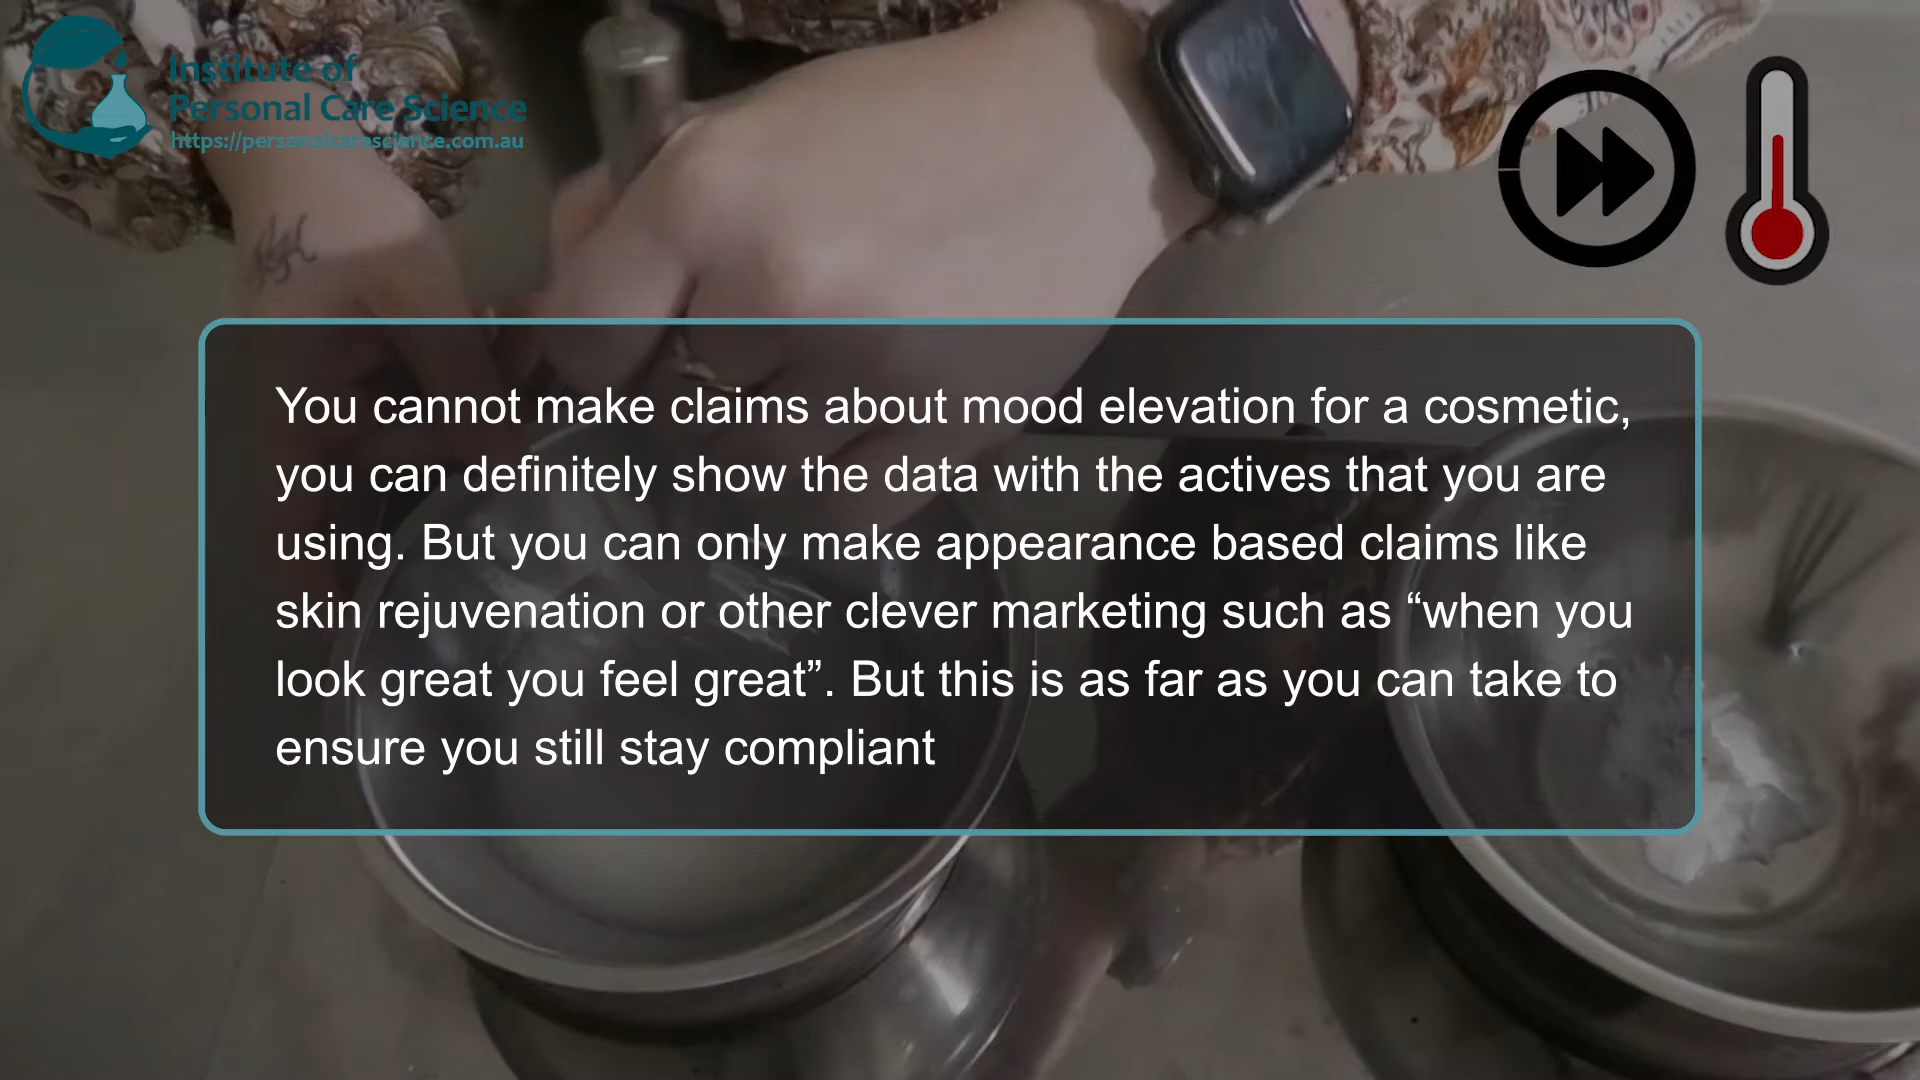 Institute of
Personal Care Science
https://personalcarescience.com.au
You cannot make claims about mood elevation for a cosmetic,
you can definitely show the data with the actives that you are
using. But you can only make appearance based claims like
skin rejuvenation or other clever marketing such as “when you
look great you feel great”. But this is as far as you can take to
ensure you still stay compliant